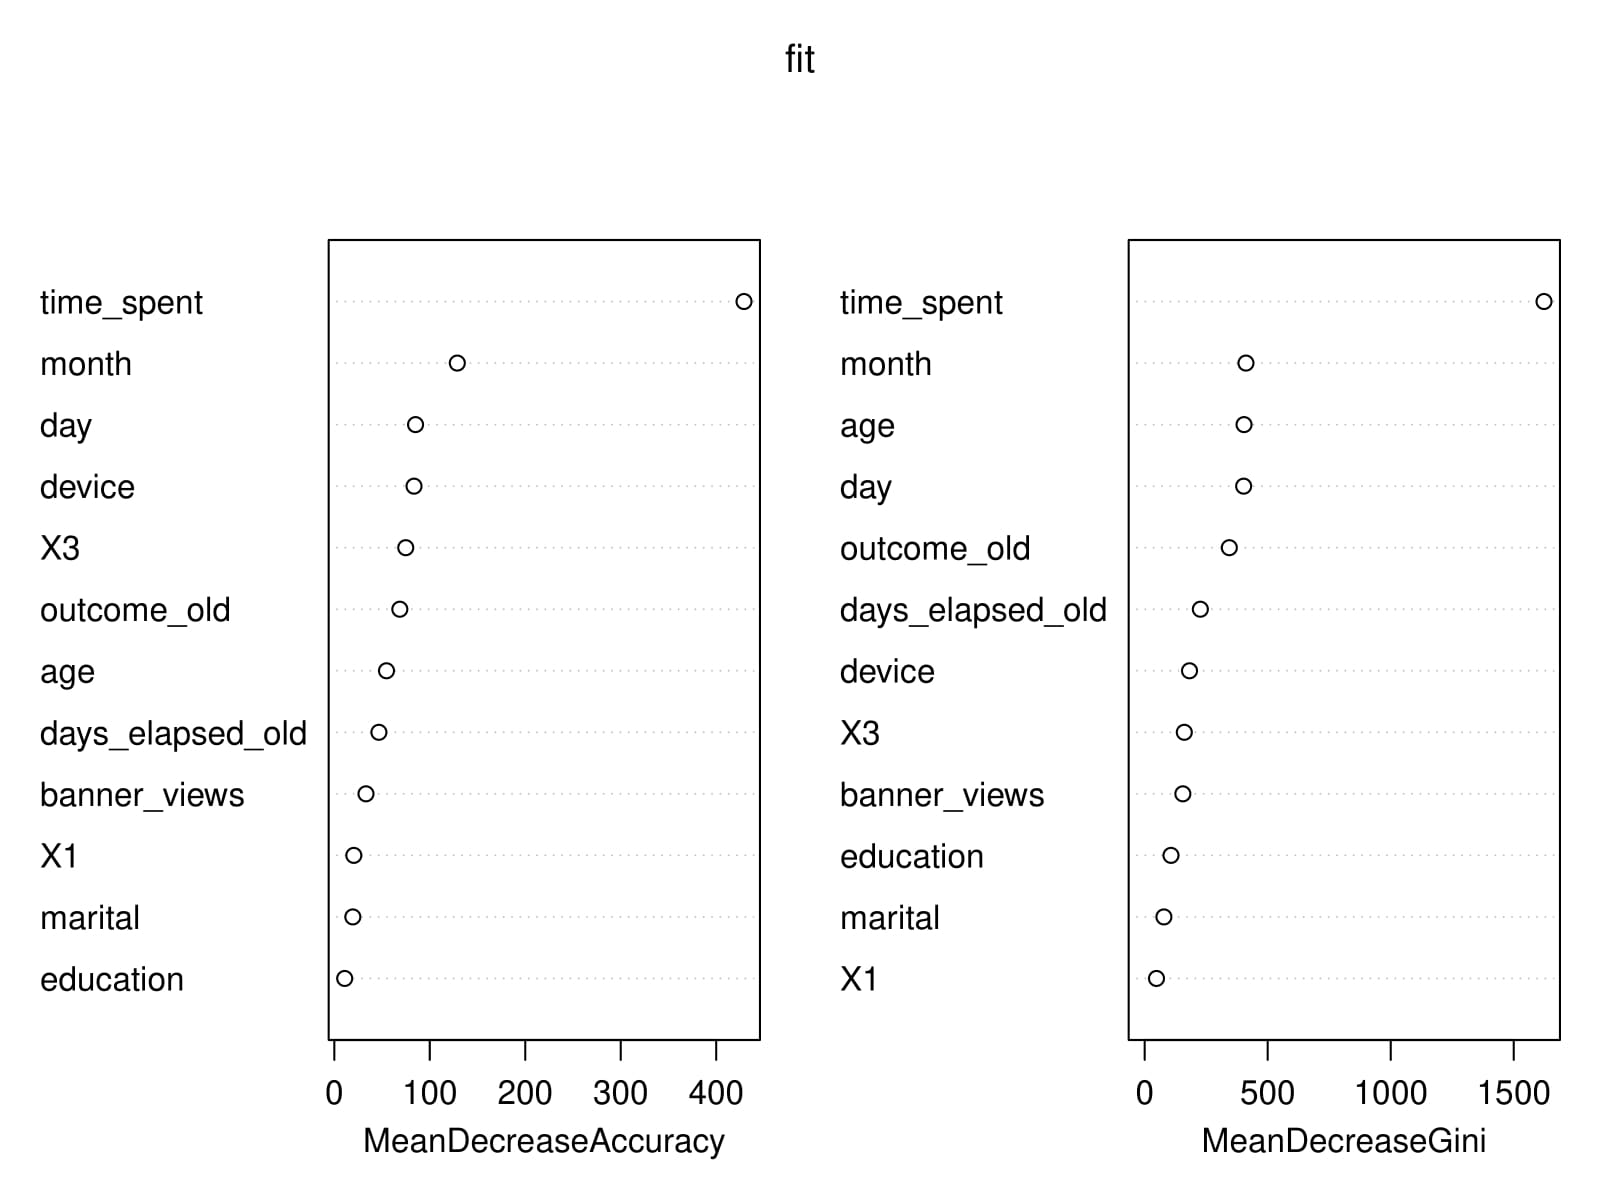 fit
time_spent
month
day
device
X3
outcome_old
age
days_elapsed_old
banner_views
X1
marital
education
0 100 200 300 400
MeanDecreaseAccuracy
time_spent
month
age
day
outcome_old
days_elapsed_old
device
X3
banner_views
education
marital
X1
0 500 1000 1500
MeanDecreaseGini